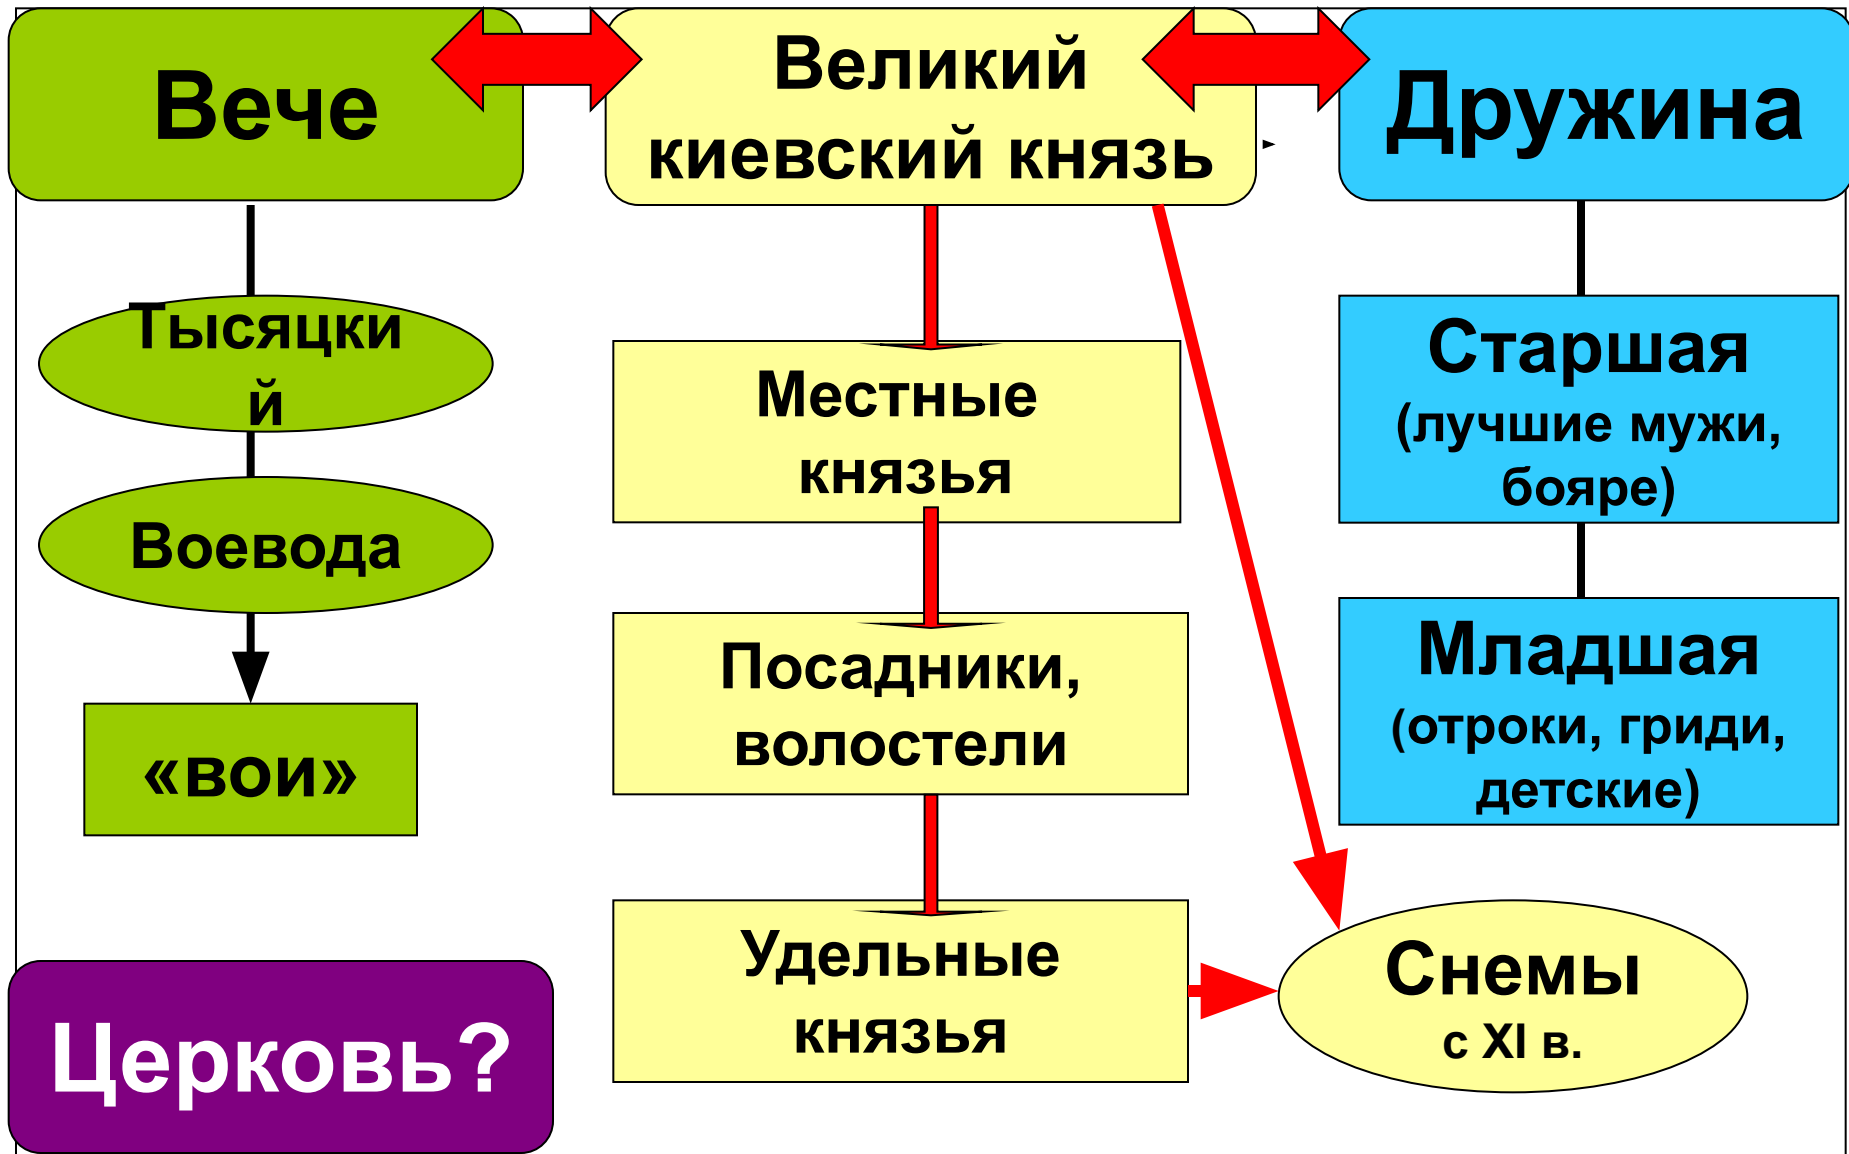 Вече
Великий
киевский князь
Дружина
Тысяцки
й
Воевода
«вои»
Местные
князья
Посадники,
волостели
Удельные
князья
Старшая
(лучшие мужи,
бояре)
Младшая
(отроки, гриди,
детские)
Снемы
с XI в.
Церковь?